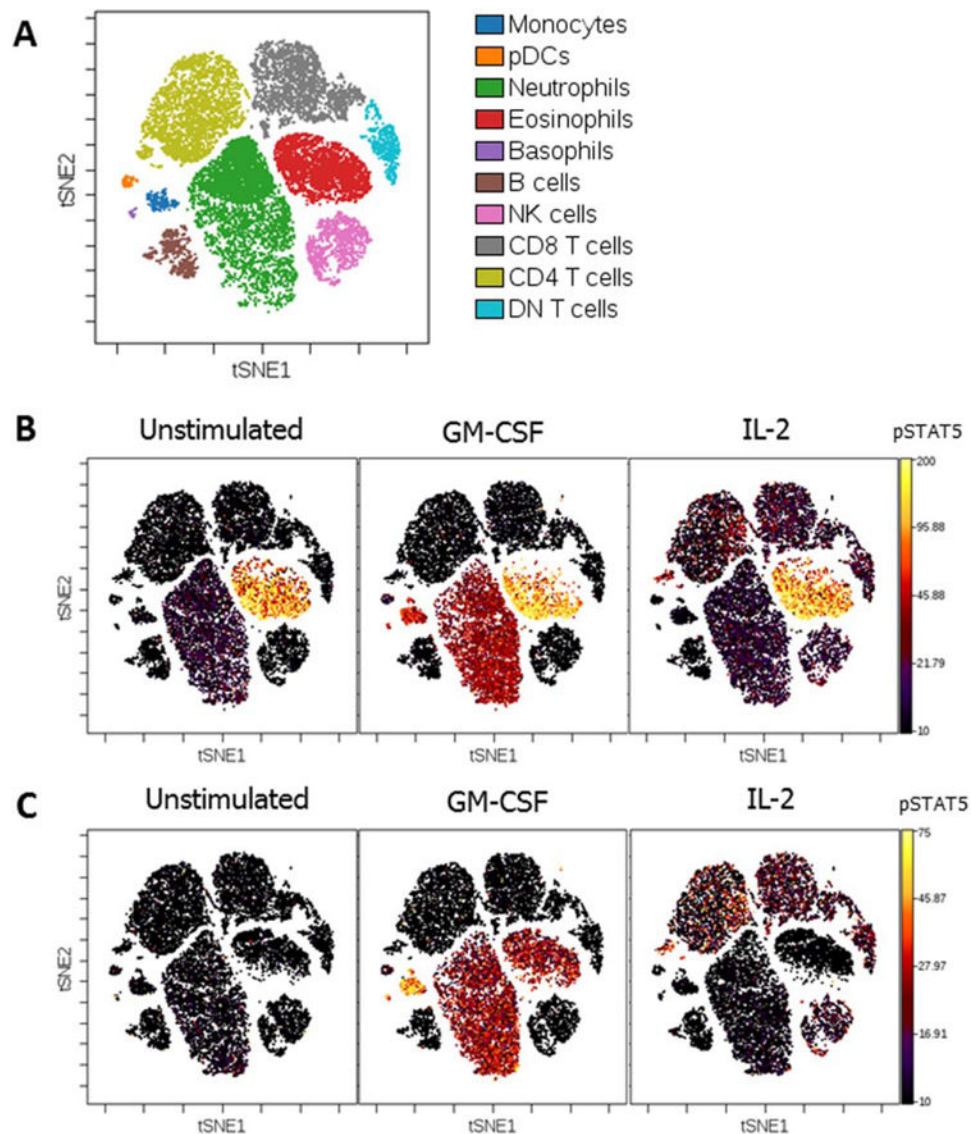 A
Monocytes
pDCs
Neutrophils
Eosinophils
Basophils
B cells
NK cells
CD8 T cells
CD4 T cells
DN T cells
tSNE2
tSNE1
B
Unstimulated
GM-CSF
IL-2
pSTAT5
200
95.88
45.88
21.79
10
tSNE2
tSNE1
tSNE1
tSNE1
C
Unstimulated
GM-CSF
IL-2
pSTAT5
75
45.87
27.97
16.91
10
tSNE2
tSNE1
tSNE1
tSNE1